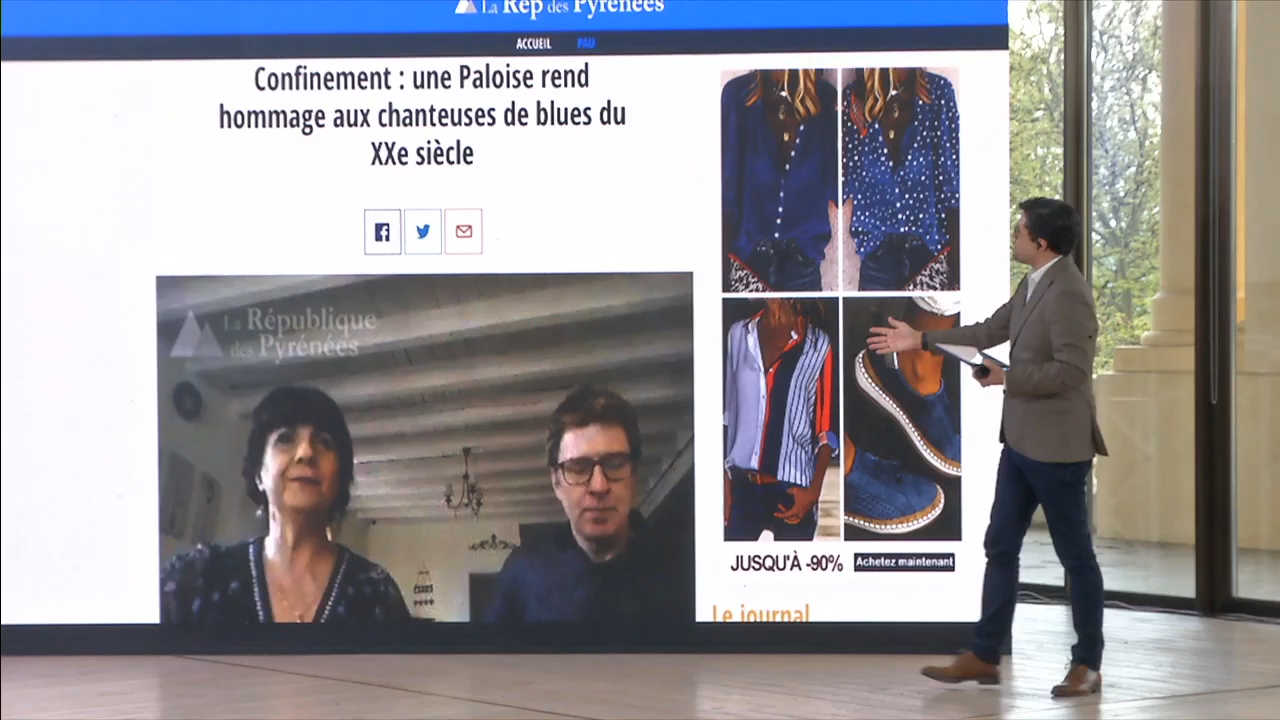 La Rép des Pyrénées
ACCUEIL PAU
Confinement : une Paloise rend
hommage aux chanteuses de blues du
XXe siècle
La République
des Pyrénées
JUSQU'À -90% Achetez maintenant
Le journal